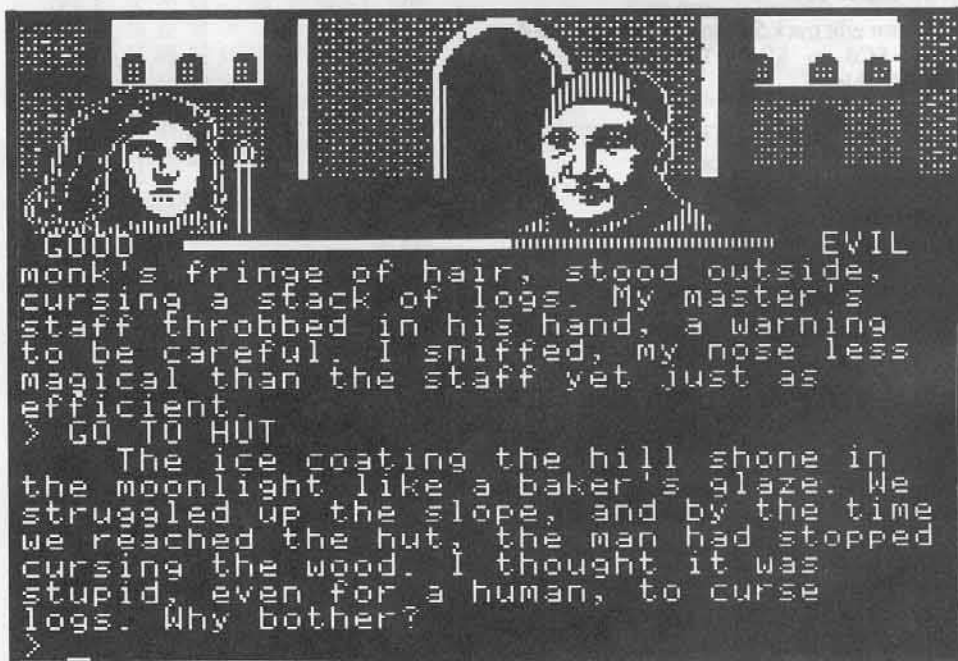 GOOD EVIL
monk's fringe of hair, stood outside,
cursing a stack of logs. My master's
staff throbbed in his hand, a warning
to be careful. I sniffed, my nose less
magical than the staff yet just as
efficient.
> GO TO HUT
The ice coating the hill shone in
the moonlight like a baker's glaze. We
struggled up the slope, and by the time
we reached the hut, the man had stopped
cursing the wood. I thought it was
stupid, even for a human, to curse
logs. Why bother?
>